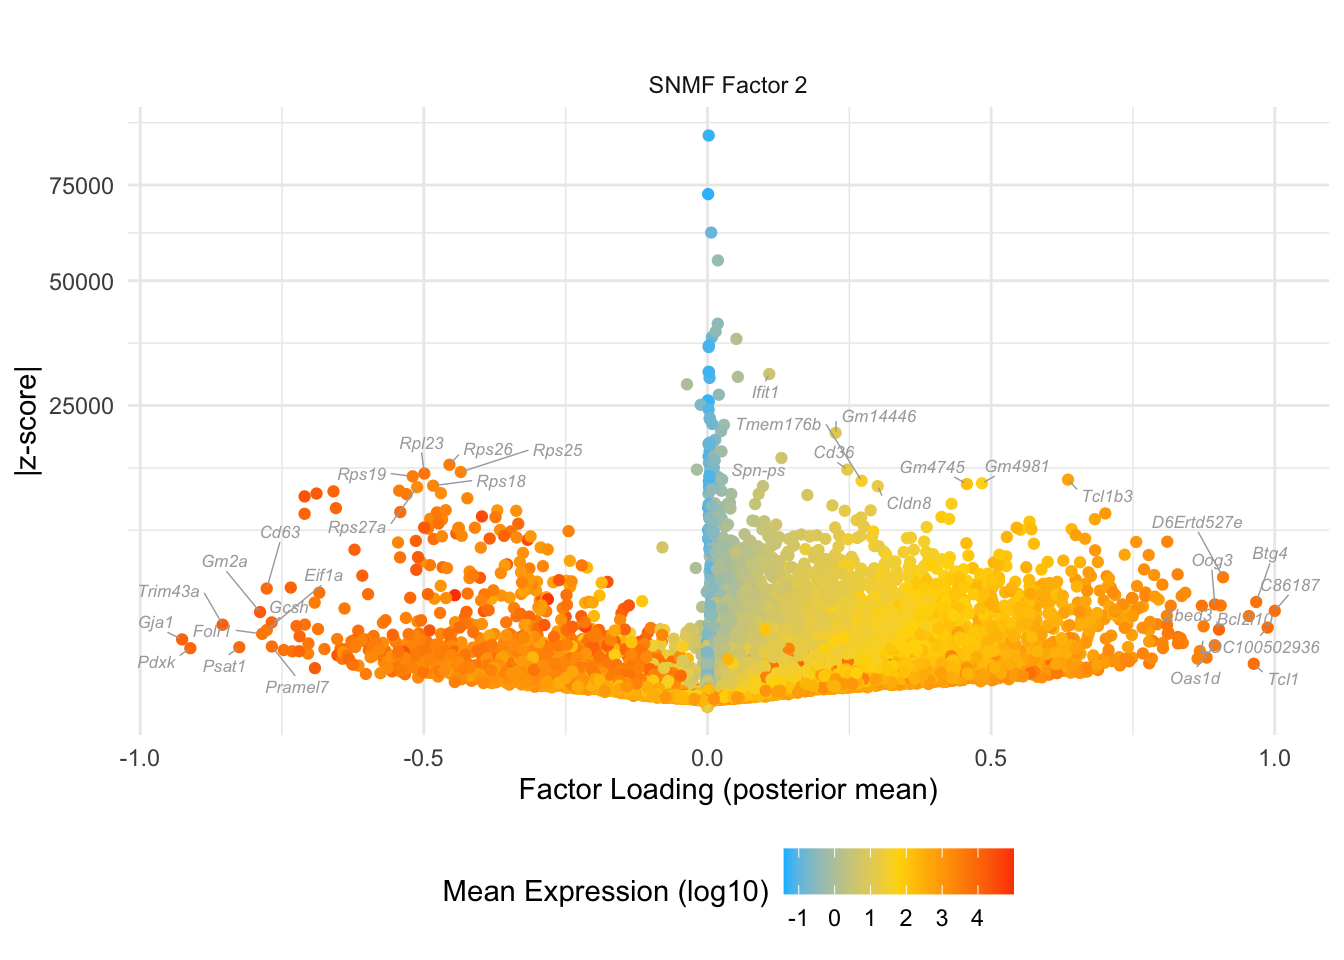 SNMF Factor 2
75000
50000
25000
|z-score|
Ifit1
Tmem176b
Gm14446
Cd36
Spn-ps
Gm4745
Gm4981
Cldn8
Tcl1b3
Rpl23
Rps26
Rps25
Rps19
Rps18
Rps27a
Cd63
Gm2a
Eif1a
Trim43a
Gcsh
Gja1
Folr1
Pdxk
Psat1
Pramel7
D6Ertd527e
Oog3
Btg4
C86187
Zbed3
Bcl2l10
C100502936
Oas1d
Tcl1
-1.0
-0.5
0.0
0.5
1.0
Factor Loading (posterior mean)
Mean Expression (log10)
-1 0 1 2 3 4